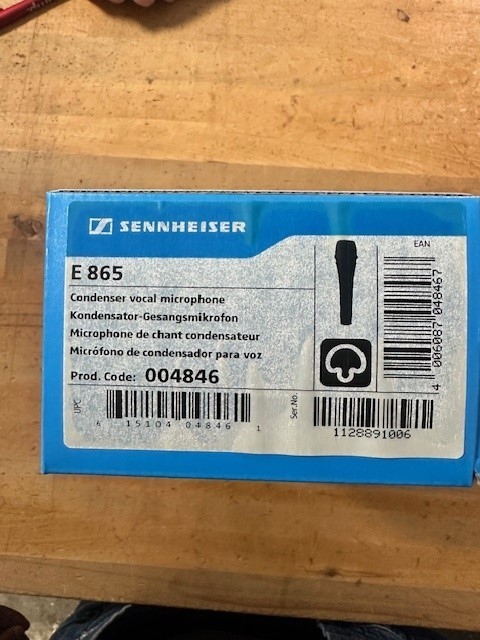 SENNHEISER
E 865
Condenser vocal microphone
Kondensator-Gesangsmikrofon
Microphone de chant condensateur
Micrófono de condensador para voz
Prod. Code: 004846
UPC
6 15104 04846 1
EAN
4 006087 048467
Ser.No.
1128891006